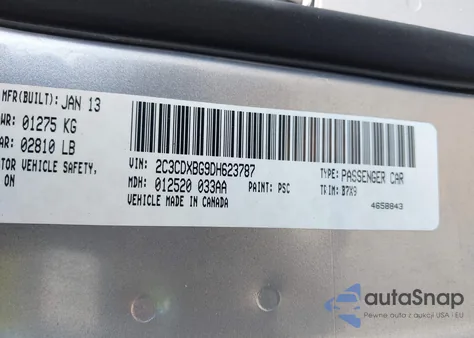 MFR(BUILT): JAN 13
WR: 01275 KG
AR: 02810 LB
TOR VEHICLE SAFETY,
ON
VIN: 2C3CDXBG9DH623787
TYPE: PASSENGER CAR
MDH: 012520 033AA
PAINT: PSC
TRIM: B7X9
VEHICLE MADE IN CANADA
4658843
autoSnap
Pewne auta z aukcji USA i EU